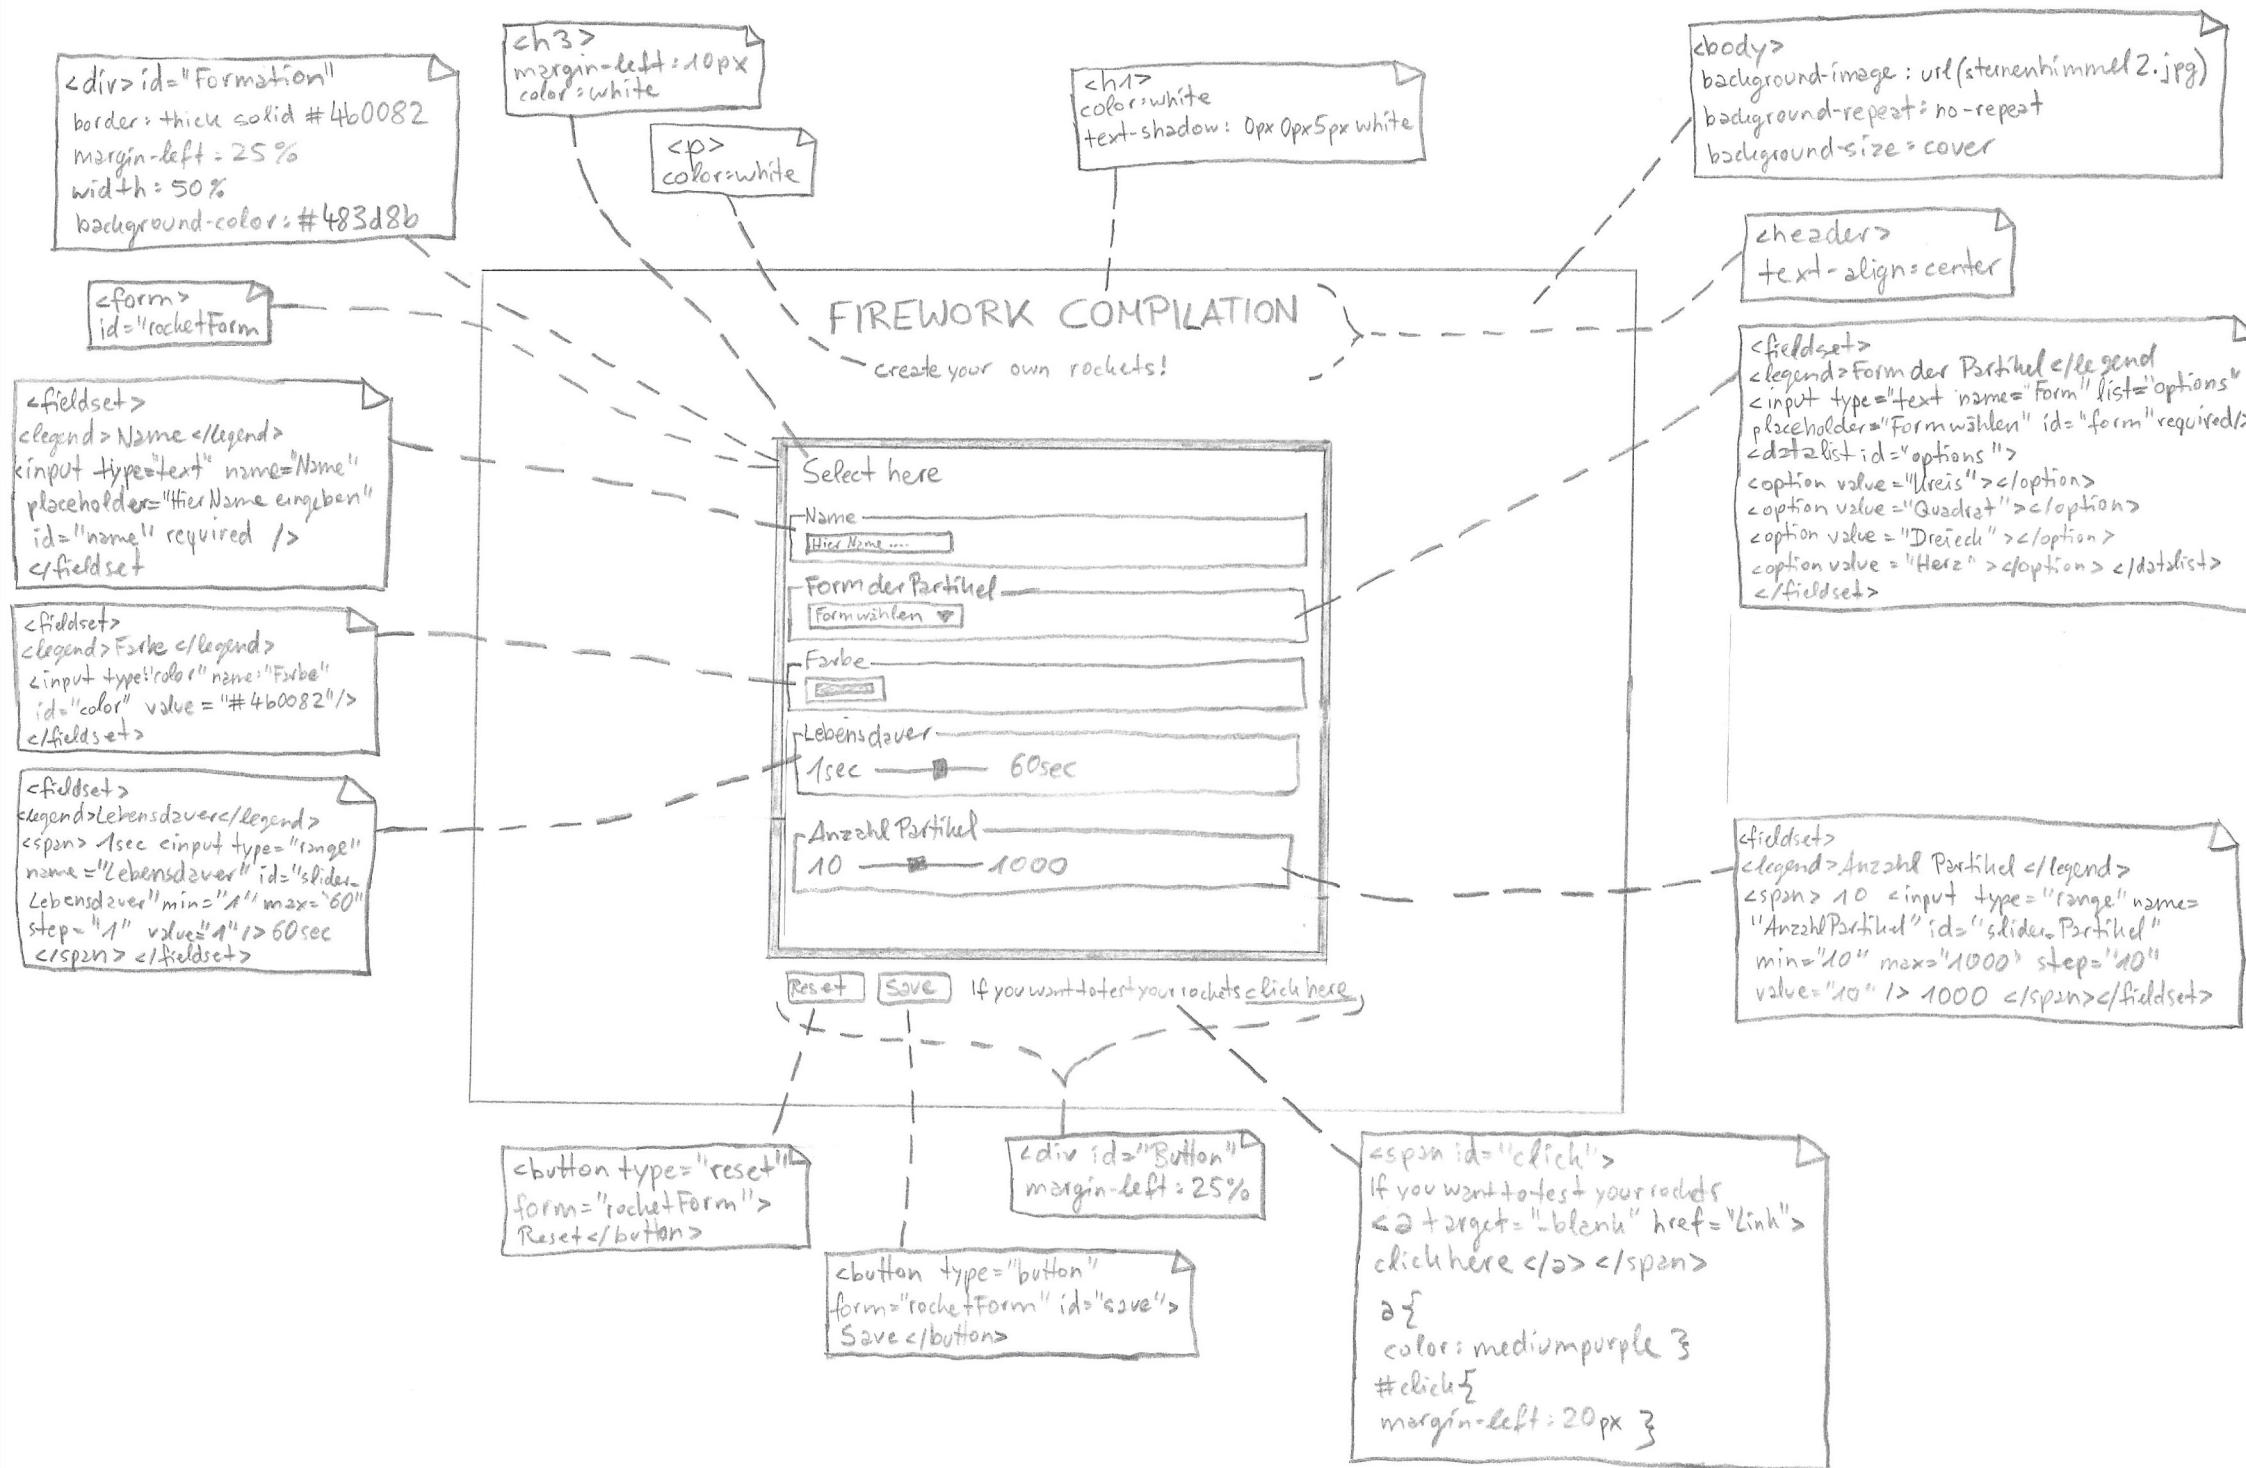 <div> id="Formation"
border: thick solid #4b0082
margin-left: 25%
width: 50%
background-color: #483d8b
<h3>
margin-left: 10px
color: white
<p>
color: white
<h1>
color: white
text-shadow: 0px 0px 5px white
<body>
background-image: url(sternenhimmel2.jpg)
background-repeat: no-repeat
background-size: cover
<header>
text-align: center
<form>
id="rocketForm
<fieldset>
<legend>Name</legend>
<input type="text" name="Name"
placeholder="Hier Name eingeben"
id="name" required />
</fieldset
<fieldset>
<legend>Farbe</legend>
<input type="color" name="Farbe"
id="color" value="#4b0082"/>
</fieldset>
<fieldset>
<legend>Lebensdauer</legend>
<span> 1sec <input type="range"
name="Lebensdauer" id="slider_
Lebensdauer" min="1" max="60"
step="1" value="1"/> 60sec
</span> </fieldset>
FIREWORK COMPILATION
create your own rockets!
Select here
Name
Hier Name ....
Form der Partikel
Form wählen
Farbe
Lebensdauer
1sec 60sec
Anzahl Partikel
10 1000
Reset Save If you want to test your rockets click here
<fieldset>
<legend>Form der Partikel</legend
<input type="text name="Form" list="options"
placeholder="Form wählen" id="form" required/>
<datalist id="options">
<option value="Kreis"></option>
<option value="Quadrat"></option>
<option value="Dreieck"></option>
<option value="Herz"></option> </datalist>
</fieldset>
<fieldset>
<legend>Anzahl Partikel</legend>
<span> 10 <input type="range" name=
"AnzahlPartikel" id="slider_Partikel"
min="10" max="1000" step="10"
value="10" /> 1000 </span></fieldset>
<button type="reset"
form="rocketForm">
Reset</button>
<button type="button"
form="rocketForm" id="save">
Save</button>
<div id="Button"
margin-left: 25%
<span id="click">
If you want to test your rockets
<a target="_blank" href="Link">
click here </a> </span>
a{
color: mediumpurple }
#click{
margin-left: 20px }